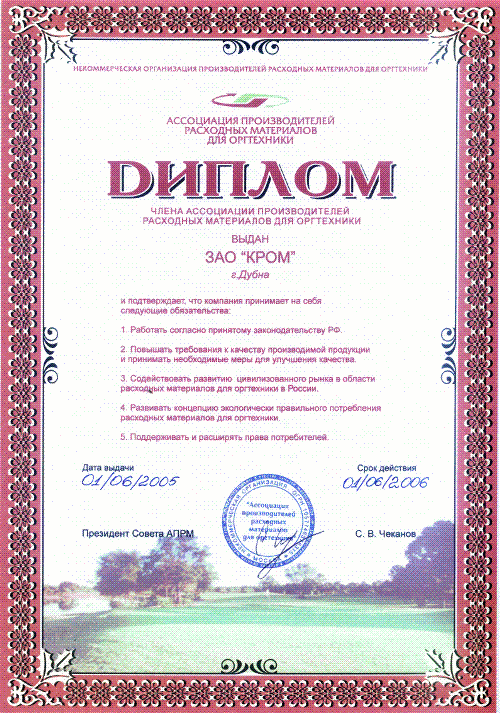 НЕКОММЕРЧЕСКАЯ ОРГАНИЗАЦИЯ ПРОИЗВОДИТЕЛЕЙ РАСХОДНЫХ МАТЕРИАЛОВ ДЛЯ ОРГТЕХНИКИ
АССОЦИАЦИЯ ПРОИЗВОДИТЕЛЕЙ
РАСХОДНЫХ МАТЕРИАЛОВ
ДЛЯ ОРГТЕХНИКИ
ДИПЛОМ
ЧЛЕНА АССОЦИАЦИИ ПРОИЗВОДИТЕЛЕЙ
РАСХОДНЫХ МАТЕРИАЛОВ ДЛЯ ОРГТЕХНИКИ
ВЫДАН
ЗАО "КРОМ"
г.Дубна
и подтверждает, что компания принимает на себя
следующие обязательства:
1. Работать согласно принятому законодательству РФ.
2. Повышать требования к качеству производимой продукции
и принимать необходимые меры для улучшения качества.
3. Содействовать развитию цивилизованного рынка в области
расходных материалов для оргтехники в России.
4. Развивать концепцию экологически правильного потребления
расходных материалов для оргтехники.
5. Поддерживать и расширять права потребителей.
Дата выдачи
Срок действия
01/06/2005
01/06/2006
"Ассоциация
производителей
расходных
материалов
для оргтехники"
НЕКОММЕРЧЕСКАЯ ОРГАНИЗАЦИЯ
МОСКВА
Президент Совета АПРМ
С. В. Чеканов